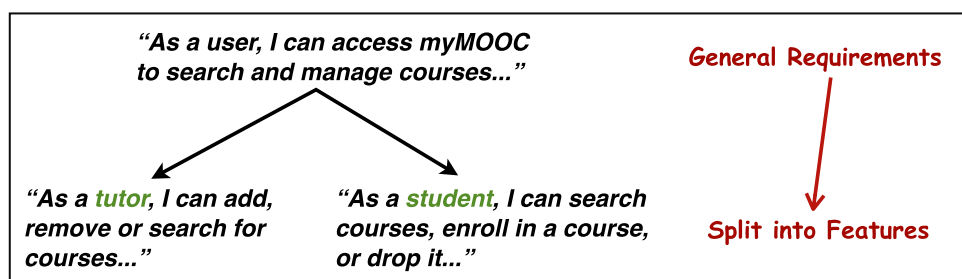 “As a user, I can access myMOOC
to search and manage courses...”
General Requirements
“As a tutor, I can add,
remove or search for
courses...”
“As a student, I can search
courses, enroll in a course,
or drop it...”
Split into Features